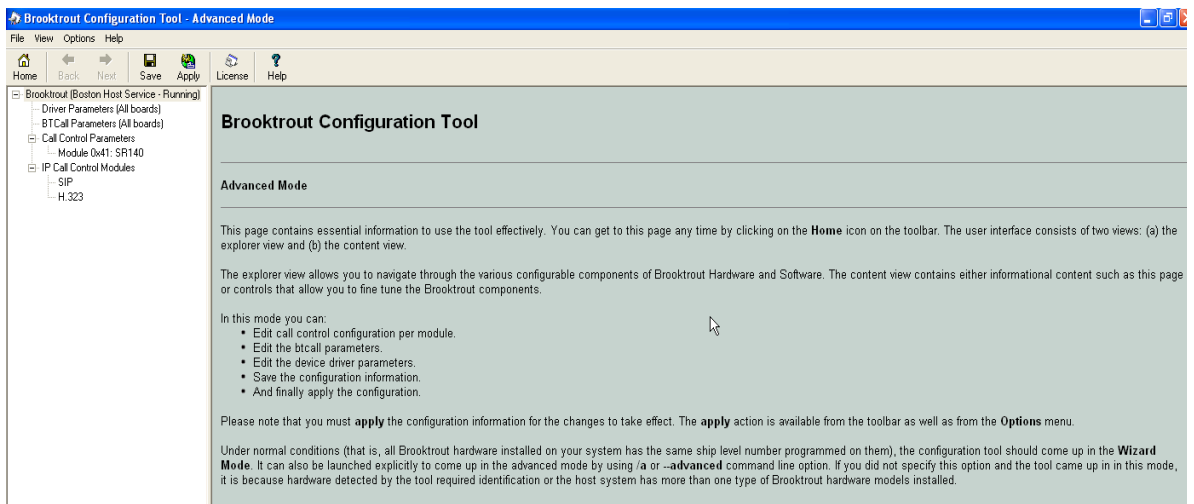 Brooktrout Configuration Tool - Advanced Mode
File View Options Help
Home Back Next Save Apply License Help
Brooktrout (Boston Host Service - Running)
Driver Parameters (All boards)
BTCall Parameters (All boards)
Call Control Parameters
Module 0x41: SR140
IP Call Control Modules
SIP
H.323
Brooktrout Configuration Tool
Advanced Mode
This page contains essential information to use the tool effectively. You can get to this page any time by clicking on the Home icon on the toolbar. The user interface consists of two views: (a) the
explorer view and (b) the content view.
The explorer view allows you to navigate through the various configurable components of Brooktrout Hardware and Software. The content view contains either informational content such as this page
or controls that allow you to fine tune the Brooktrout components.
In this mode you can:
• Edit call control configuration per module.
• Edit the btcall parameters.
• Edit the device driver parameters.
• Save the configuration information.
• And finally apply the configuration.
Please note that you must apply the configuration information for the changes to take effect. The apply action is available from the toolbar as well as from the Options menu.
Under normal conditions (that is, all Brooktrout hardware installed on your system has the same ship level number programmed on them), the configuration tool should come up in the Wizard
Mode. It can also be launched explicitly to come up in the advanced mode by using /a or --advanced command line option. If you did not specify this option and the tool came up in in this mode,
it is because hardware detected by the tool required identification or the host system has more than one type of Brooktrout hardware models installed.